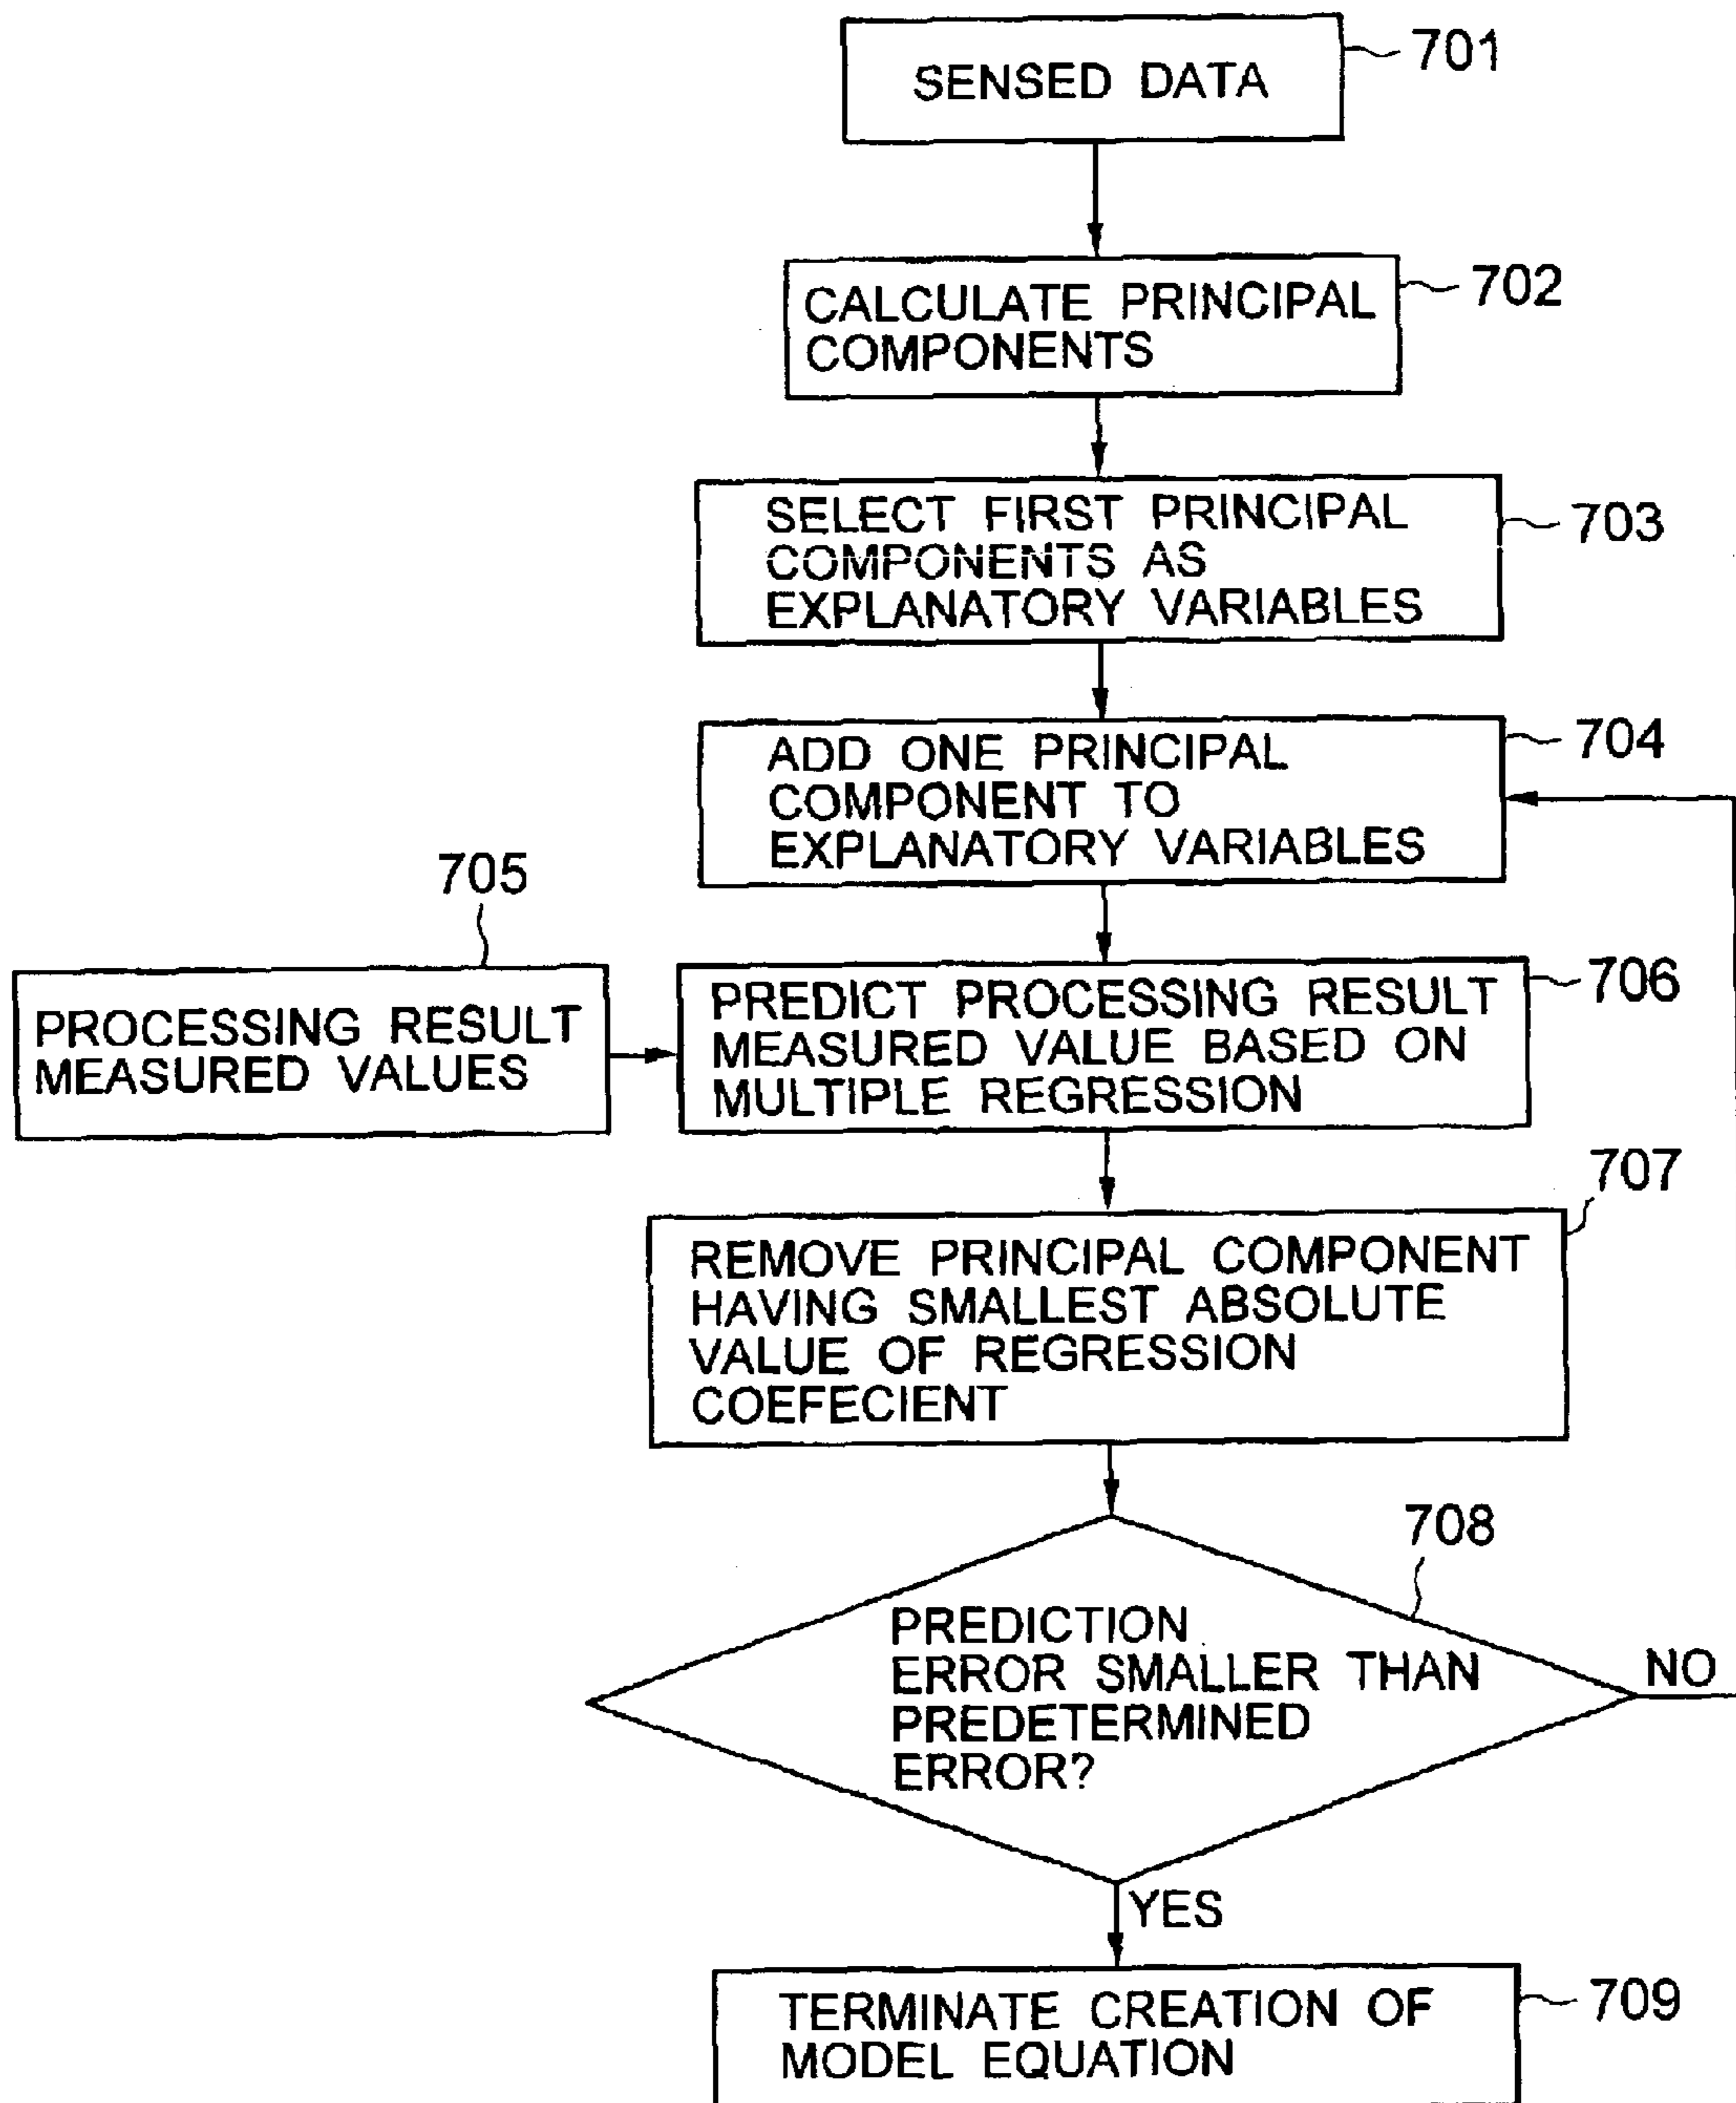 701
SENSED DATA
702
CALCULATE PRINCIPAL
COMPONENTS
703
SELECT FIRST PRINCIPAL
COMPONENTS AS
EXPLANATORY VARIABLES
704
ADD ONE PRINCIPAL
COMPONENT TO
EXPLANATORY VARIABLES
705
PROCESSING RESULT
MEASURED VALUES
706
PREDICT PROCESSING RESULT
MEASURED VALUE BASED ON
MULTIPLE REGRESSION
707
REMOVE PRINCIPAL COMPONENT
HAVING SMALLEST ABSOLUTE
VALUE OF REGRESSION
COEFECIENT
708
PREDICTION
ERROR SMALLER THAN
PREDETERMINED
ERROR?
NO
YES
709
TERMINATE CREATION OF
MODEL EQUATION